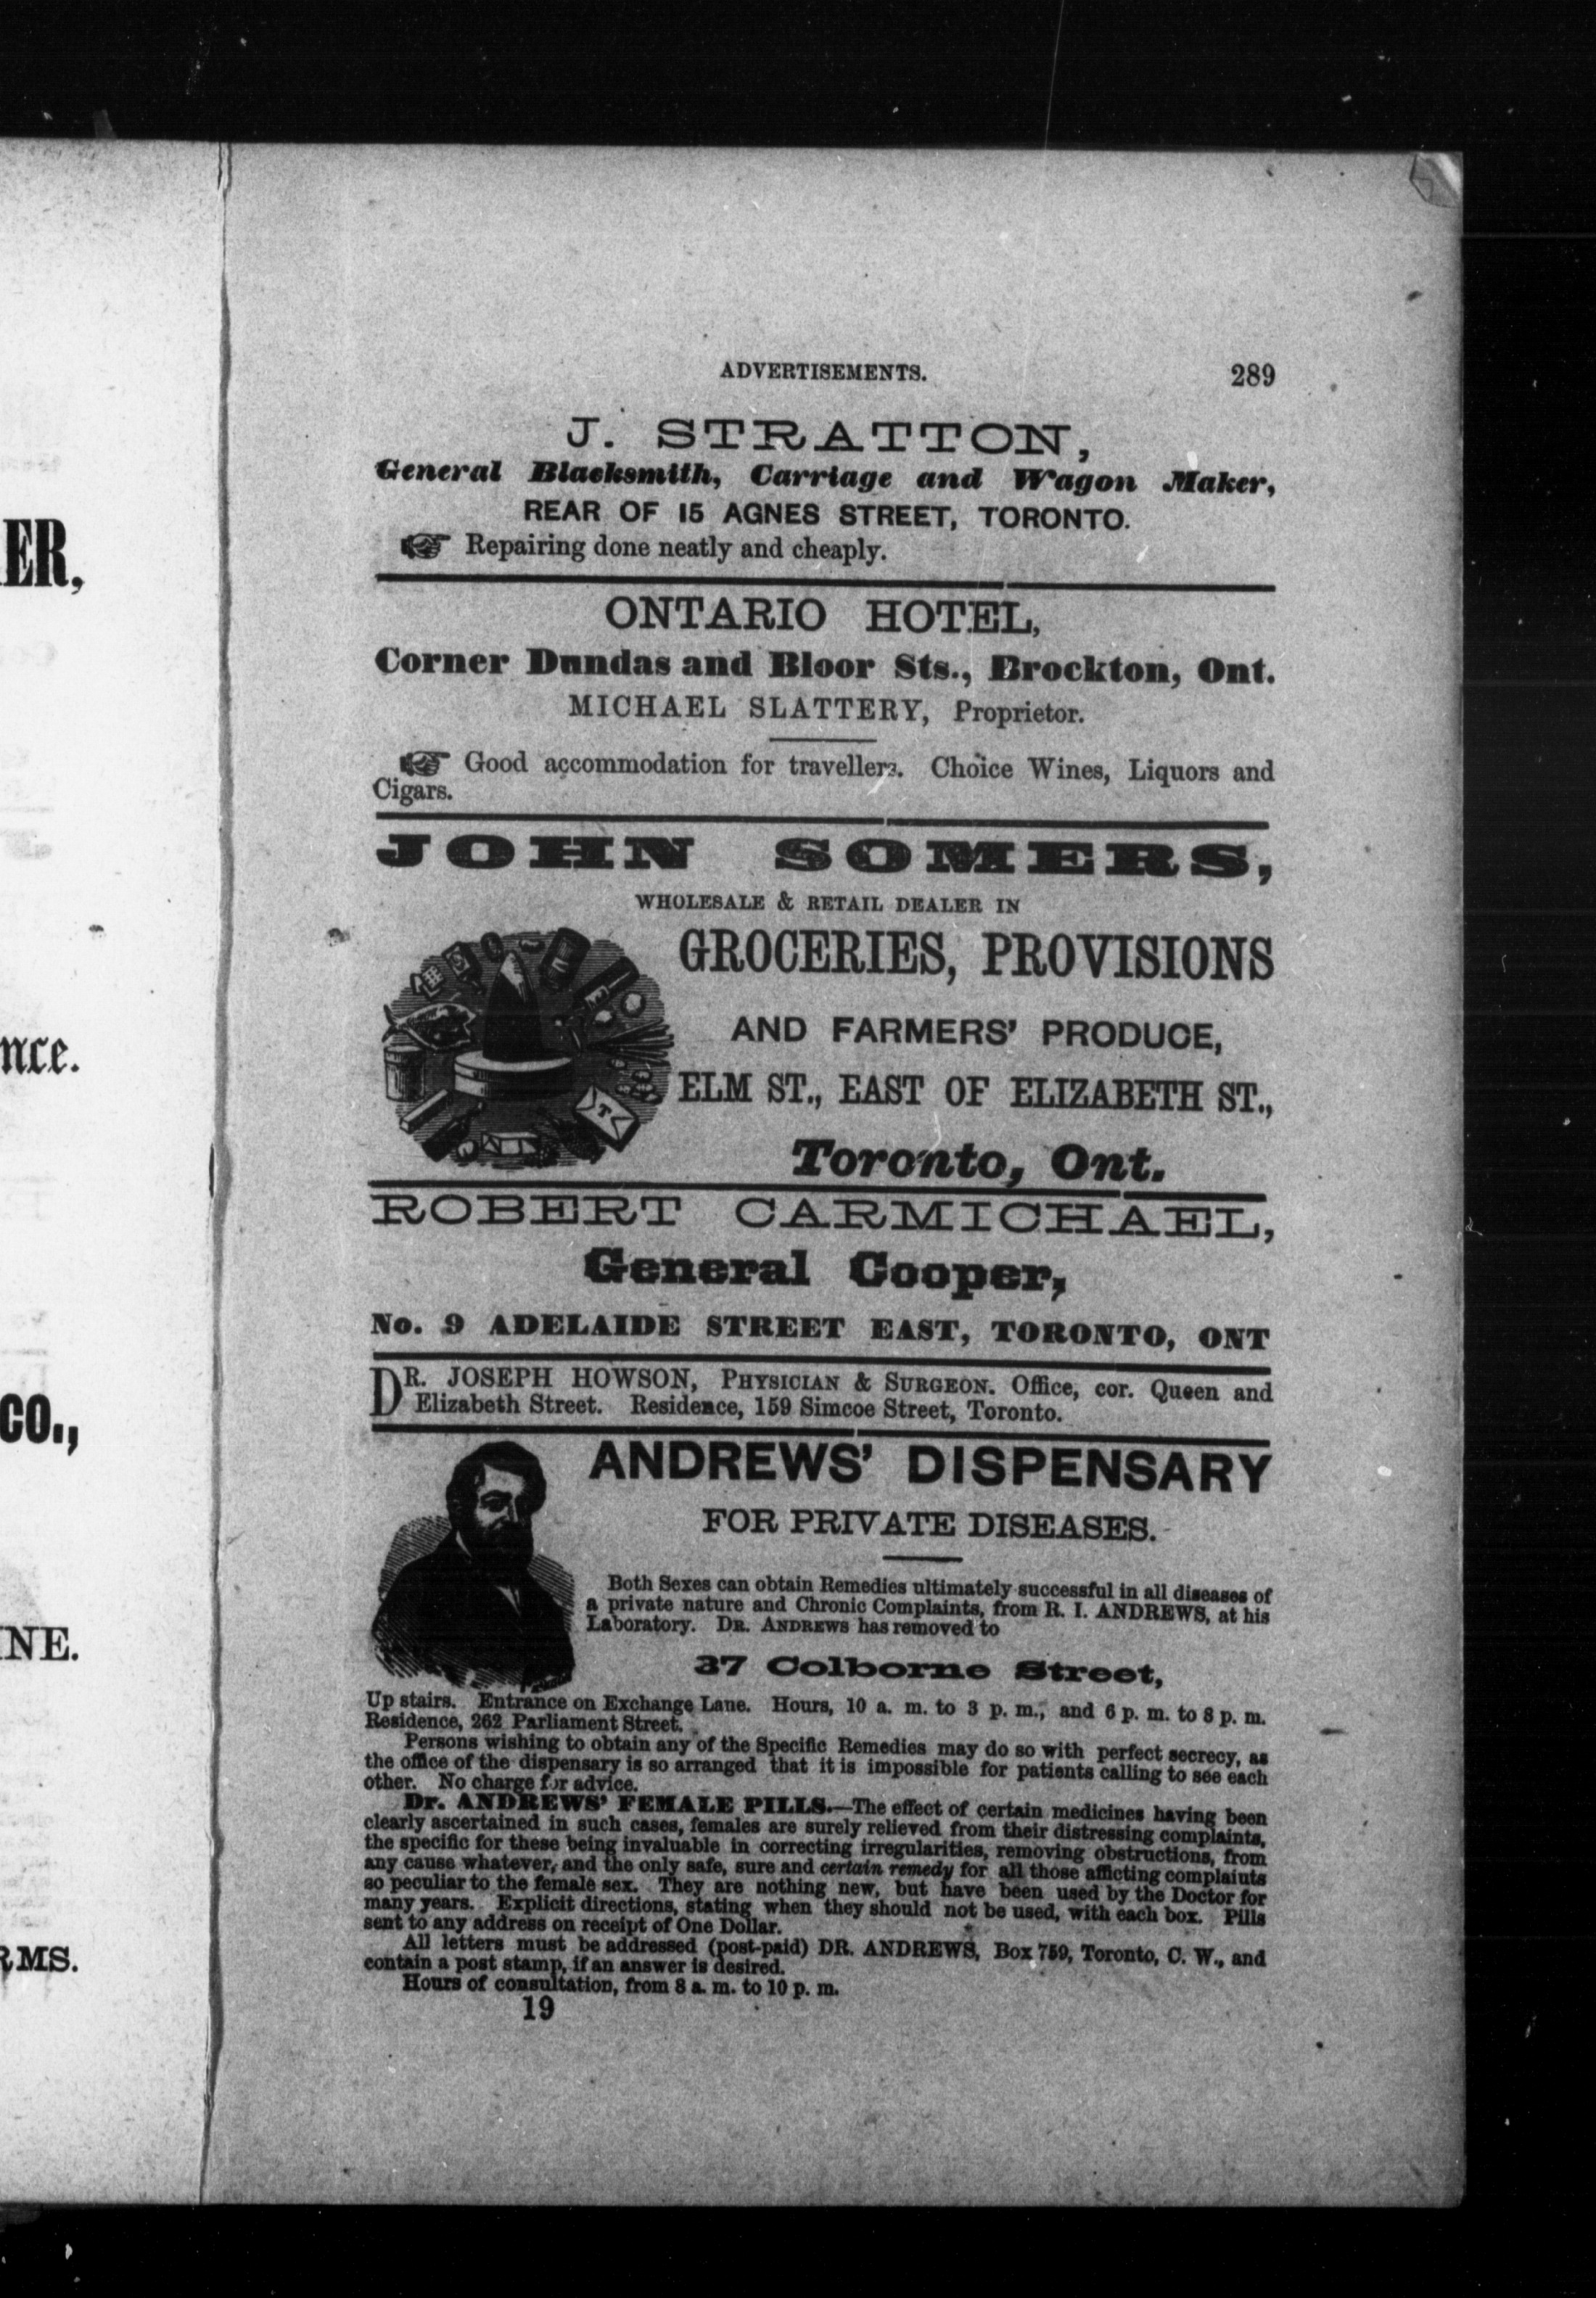 ADVERTISEMENTS. 289
J. STRATTON,
General Blacksmith, Carriage and Wagon Maker,
REAR OF 15 AGNES STREET, TORONTO.
Repairing done neatly and cheaply.
ONTARIO HOTEL,
Corner Dundas and Bloor Sts., Brockton, Ont.
MICHAEL SLATTERY, Proprietor.
Good accommodation for travellers. Choice Wines, Liquors and
Cigars.
JOHN SOMERS,
WHOLESALE & RETAIL DEALER IN
GROCERIES, PROVISIONS
AND FARMERS' PRODUCE,
ELM ST., EAST OF ELIZABETH ST.,
T
Toronto, Ont.
ROBERT CARMICHAEL,
General Cooper,
No. 9 ADELAIDE STREET EAST, TORONTO, ONT
DR. JOSEPH HOWSON, PHYSICIAN & SURGEON. Office, cor. Queen and
Elizabeth Street. Residence, 159 Simcoe Street, Toronto.
ANDREWS' DISPENSARY
FOR PRIVATE DISEASES.
Both Sexes can obtain Remedies ultimately successful in all diseases of
a private nature and Chronic Complaints, from R. I. ANDREWS, at his
Laboratory. DR. ANDREWS has removed to
37 Colborne Street,
Up stairs. Entrance on Exchange Lane. Hours, 10 a. m. to 3 p. m., and 6 p. m. to 8 p. m.
Residence, 262 Parliament Street.
Persons wishing to obtain any of the Specific Remedies may do so with perfect secrecy, as
the office of the dispensary is so arranged that it is impossible for patients calling to see each
other. No charge for advice.
Dr. ANDREWS' FEMALE PILLS.—The effect of certain medicines having been
clearly ascertained in such cases, females are surely relieved from their distressing complaints,
the specific for these being invaluable in correcting irregularities, removing obstructions, from
any cause whatever, and the only safe, sure and certain remedy for all those afficting complaints
so peculiar to the female sex. They are nothing new, but have been used by the Doctor for
many years. Explicit directions, stating when they should not be used, with each box. Pills
sent to any address on receipt of One Dollar.
All letters must be addressed (post-paid) DR. ANDREWS, Box 759, Toronto, C. W., and
contain a post stamp, if an answer is desired.
Hours of consultation, from 8 a. m. to 10 p. m.
19
ER,
nce.
CO.,
NE.
RMS.